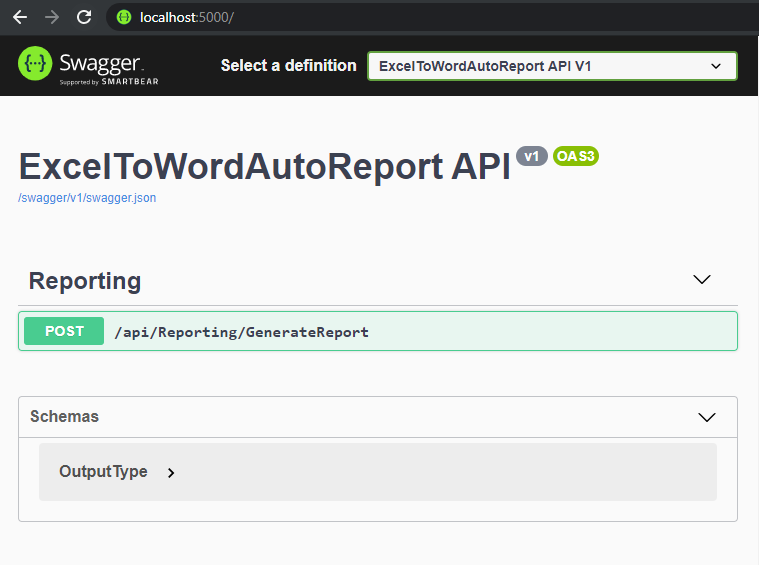 localhost:5000/
Swagger
Supported by SMARTBEAR
Select a definition
ExcelToWordAutoReport API V1
ExcelToWordAutoReport API v1 OAS3
/swagger/v1/swagger.json
Reporting
POST /api/Reporting/GenerateReport
Schemas
OutputType